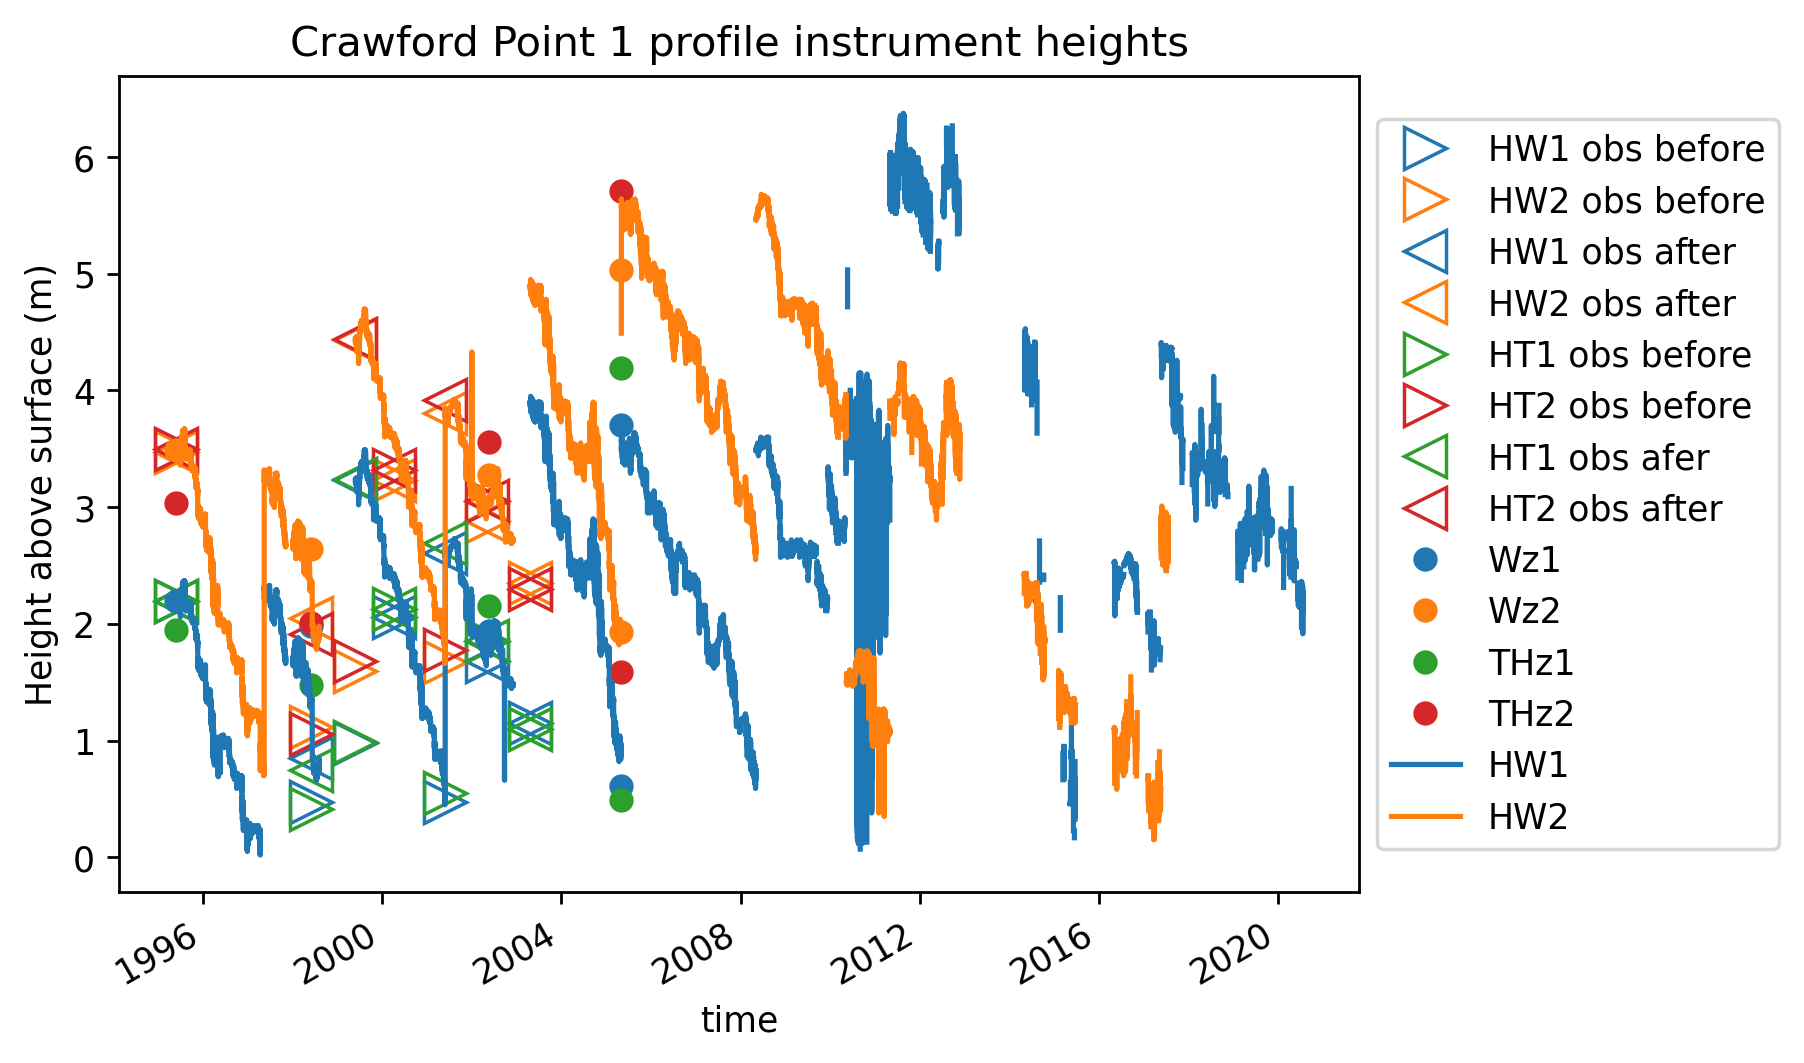 Crawford Point 1 profile instrument heights
Height above surface (m)
6
5
4
3
2
1
0
1996
2000
2004
2008
2012
2016
2020
time
HW1 obs before
HW2 obs before
HW1 obs after
HW2 obs after
HT1 obs before
HT2 obs before
HT1 obs afer
HT2 obs after
Wz1
Wz2
THz1
THz2
HW1
HW2